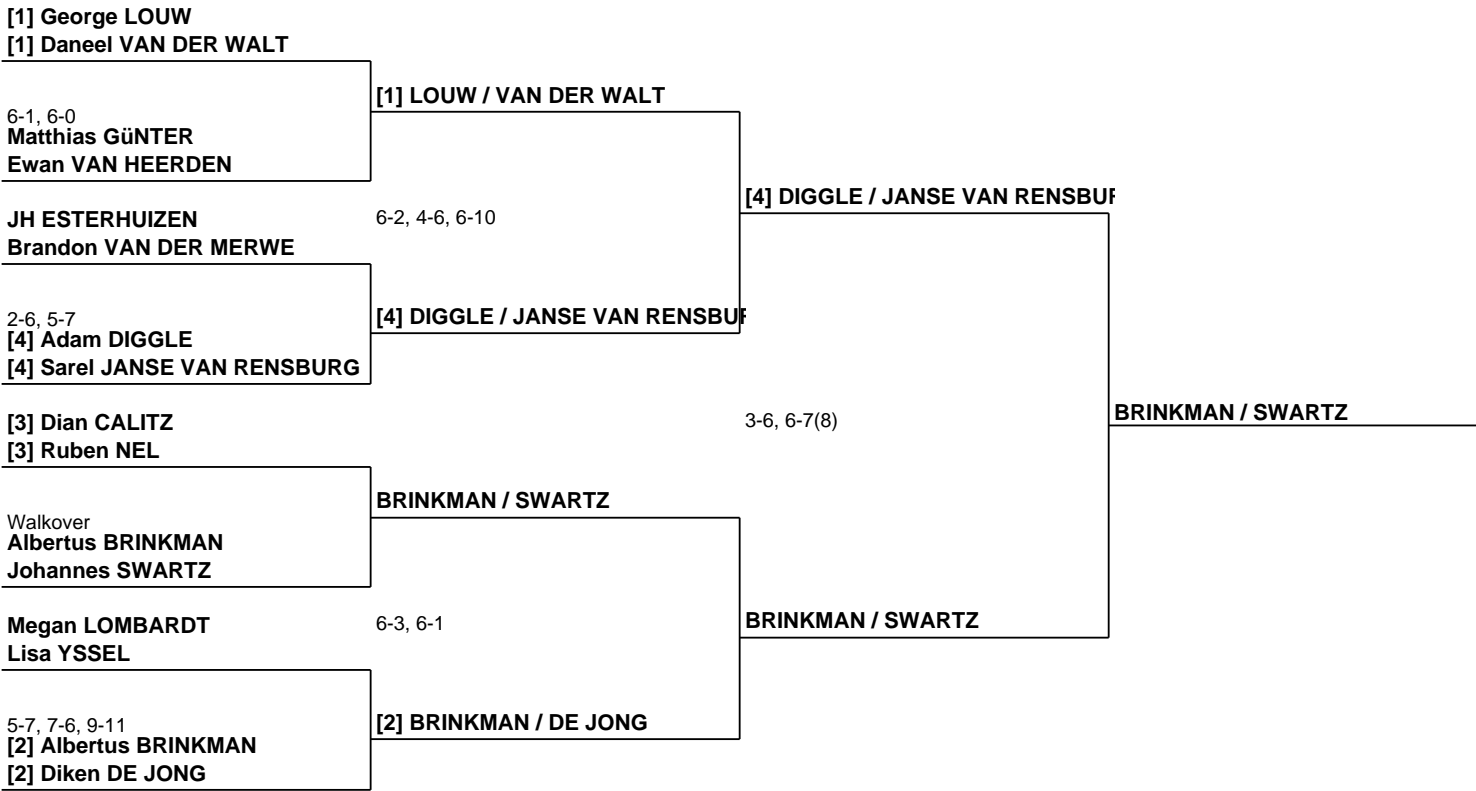 [1] George LOUW
[1] Daneel VAN DER WALT
[1] LOUW / VAN DER WALT
6-1, 6-0
Matthias GüNTER
Ewan VAN HEERDEN
[4] DIGGLE / JANSE VAN RENSBUR
JH ESTERHUIZEN
6-2, 4-6, 6-10
Brandon VAN DER MERWE
2-6, 5-7
[4] DIGGLE / JANSE VAN RENSBUR
[4] Adam DIGGLE
[4] Sarel JANSE VAN RENSBURG
BRINKMAN / SWARTZ
[3] Dian CALITZ
3-6, 6-7(8)
[3] Ruben NEL
BRINKMAN / SWARTZ
Walkover
Albertus BRINKMAN
Johannes SWARTZ
BRINKMAN / SWARTZ
Megan LOMBARDT
6-3, 6-1
Lisa YSSEL
5-7, 7-6, 9-11
[2] BRINKMAN / DE JONG
[2] Albertus BRINKMAN
[2] Diken DE JONG